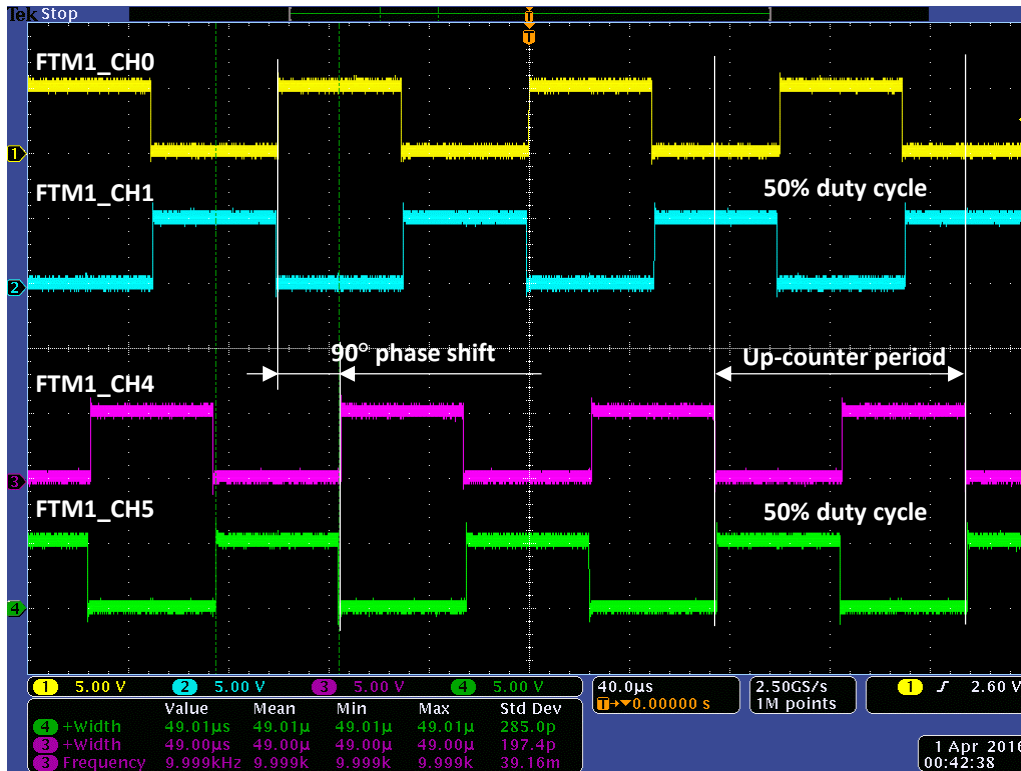 Tek Stop
T
T
FTM1_CH0
1
FTM1_CH1
50% duty cycle
2
90° phase shift
Up-counter period
FTM1_CH4
3
FTM1_CH5
50% duty cycle
4
1 5.00 V 2 5.00 V 3 5.00 V 4 5.00 V
40.0µs
T→▼0.00000 s
2.50GS/s
1M points
1 ƒ 2.60 V
Value Mean Min Max Std Dev
4 +Width 49.01µs 49.01µ 49.01µ 49.01µ 285.0p
3 +Width 49.00µs 49.00µ 49.00µ 49.00µ 197.4p
3 Frequency 9.999kHz 9.999k 9.999k 9.999k 39.16m
1 Apr 2016
00:42:38